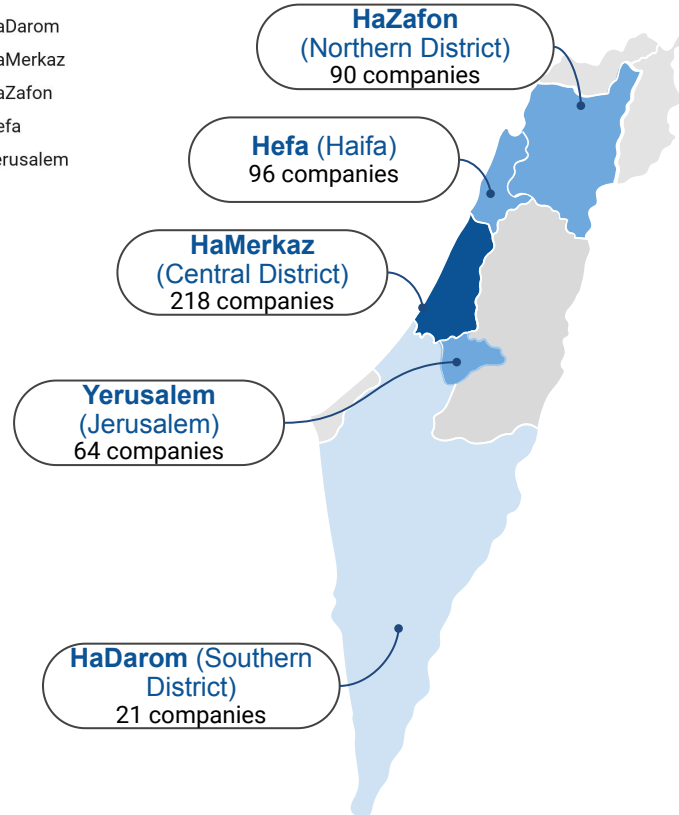 aDarom
aMerkaz
aZafon
efa
erusalem
HaZafon
(Northern District)
90 companies
Hefa (Haifa)
96 companies
HaMerkaz
(Central District)
218 companies
Yerusalem
(Jerusalem)
64 companies
HaDarom (Southern
District)
21 companies